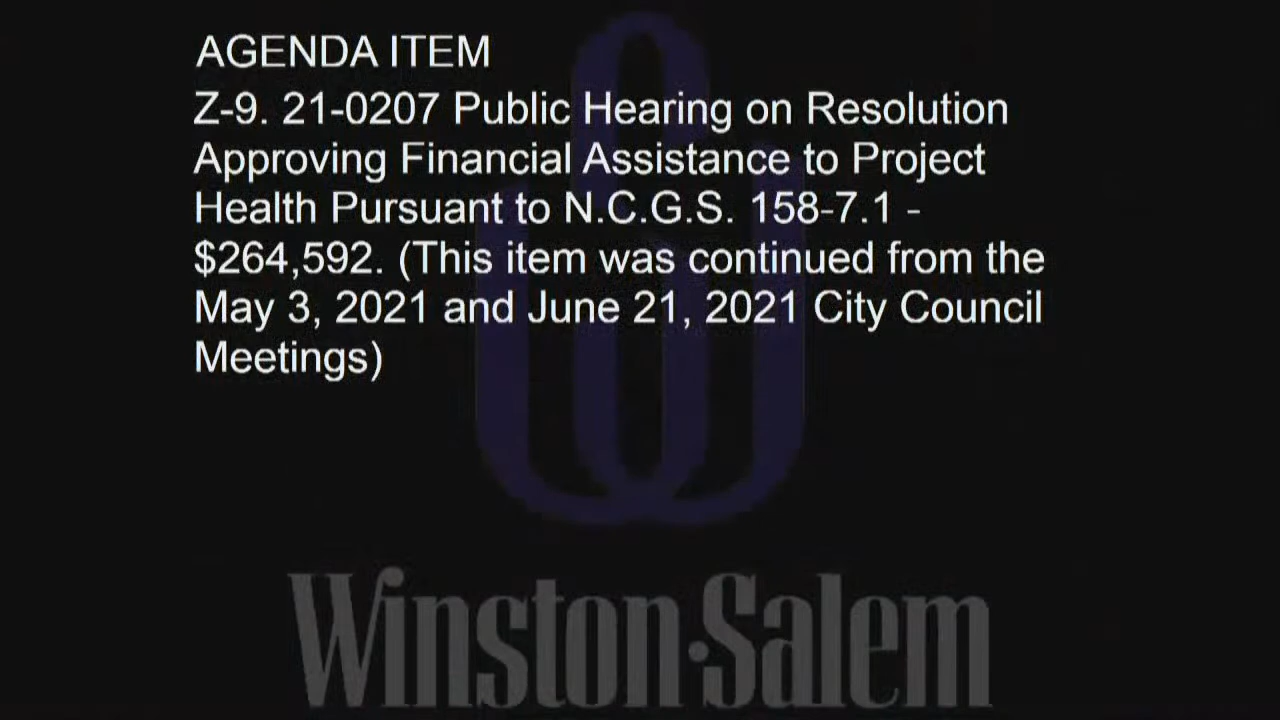 AGENDA ITEM
Z-9. 21-0207 Public Hearing on Resolution
Approving Financial Assistance to Project
Health Pursuant to N.C.G.S. 158-7.1 -
$264,592. (This item was continued from the
May 3, 2021 and June 21, 2021 City Council
Meetings)
Winston·Salem